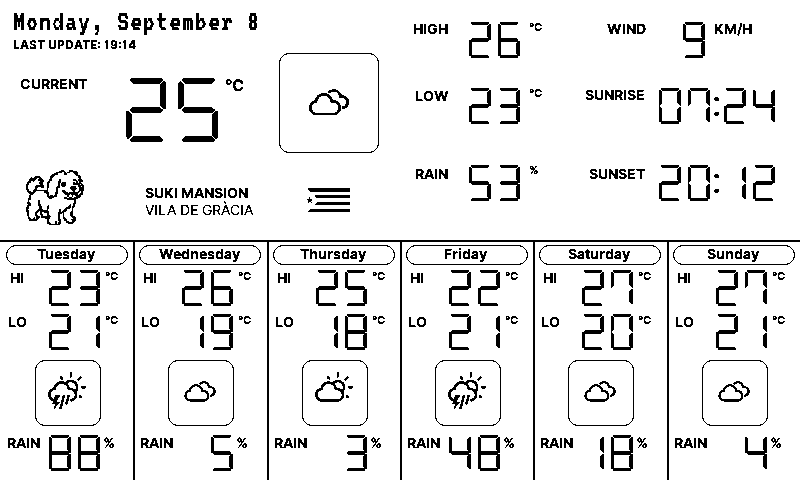 Monday, September 8
LAST UPDATE: 19:14
CURRENT 25 °C
SUKI MANSION
VILA DE GRÀCIA
HIGH 26 °C
LOW 23 °C
RAIN 53 %
WIND 9 KM/H
SUNRISE 07:24
SUNSET 20:12
Tuesday
HI 23 °C
LO 21 °C
RAIN 88 %
Wednesday
HI 26 °C
LO 19 °C
RAIN 5 %
Thursday
HI 25 °C
LO 18 °C
RAIN 3 %
Friday
HI 22 °C
LO 21 °C
RAIN 48 %
Saturday
HI 27 °C
LO 20 °C
RAIN 18 %
Sunday
HI 27 °C
LO 21 °C
RAIN 4 %